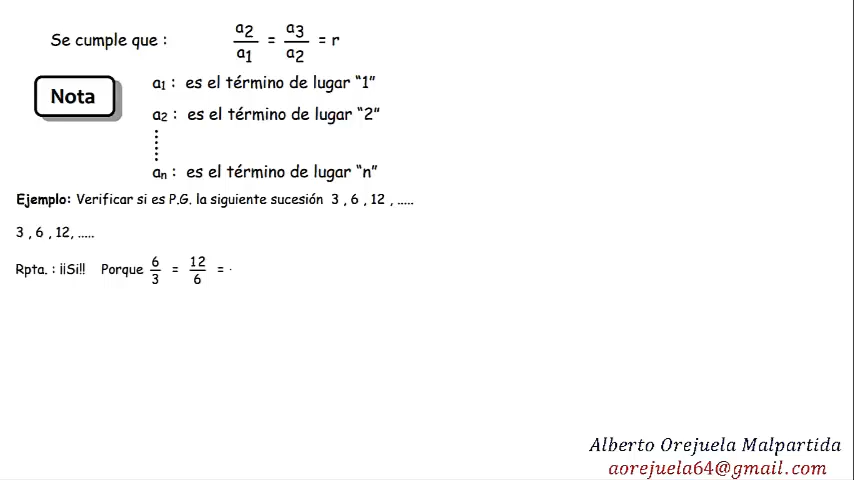 Se cumple que : a2/a1 = a3/a2 = r
Nota
a1 : es el término de lugar “1”
a2 : es el término de lugar “2”
an : es el término de lugar “n”
Ejemplo: Verificar si es P.G. la siguiente sucesión 3 , 6 , 12 , .....
3 , 6 , 12, .....
Rpta. : ¡¡Si!! Porque 6/3 = 12/6 =
Alberto Orejuela Malpartida
aorejuela64@gmail.com